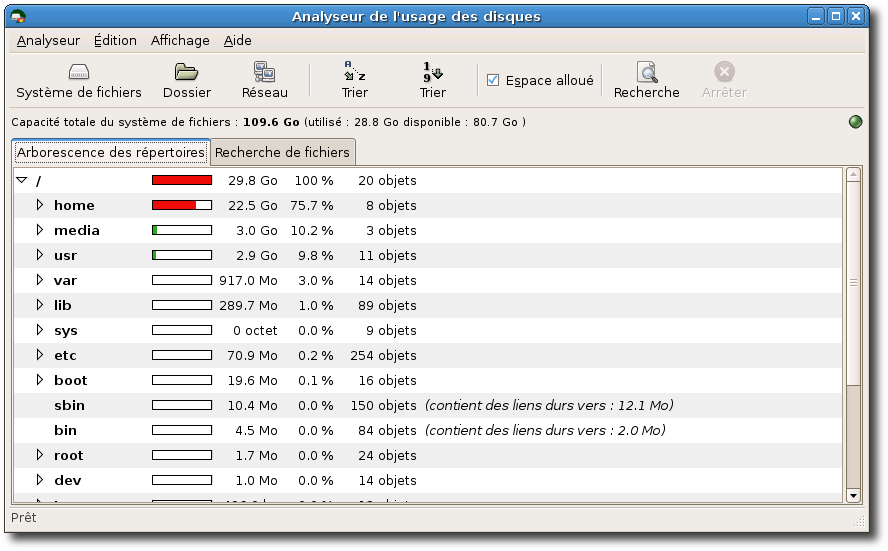 Analyseur de l'usage des disques
Analyseur Édition Affichage Aide
Système de fichiers Dossier Réseau Trier Trier Espace alloué Recherche Arrêter
Capacité totale du système de fichiers : 109.6 Go (utilisé : 28.8 Go disponible : 80.7 Go )
Arborescence des répertoires Recherche de fichiers
/ 29.8 Go 100 % 20 objets
home 22.5 Go 75.7 % 8 objets
media 3.0 Go 10.2 % 3 objets
usr 2.9 Go 9.8 % 11 objets
var 917.0 Mo 3.0 % 14 objets
lib 289.7 Mo 1.0 % 89 objets
sys 0 octet 0.0 % 9 objets
etc 70.9 Mo 0.2 % 254 objets
boot 19.6 Mo 0.1 % 16 objets
sbin 10.4 Mo 0.0 % 150 objets (contient des liens durs vers : 12.1 Mo)
bin 4.5 Mo 0.0 % 84 objets (contient des liens durs vers : 2.0 Mo)
root 1.7 Mo 0.0 % 24 objets
dev 1.0 Mo 0.0 % 14 objets
Prêt